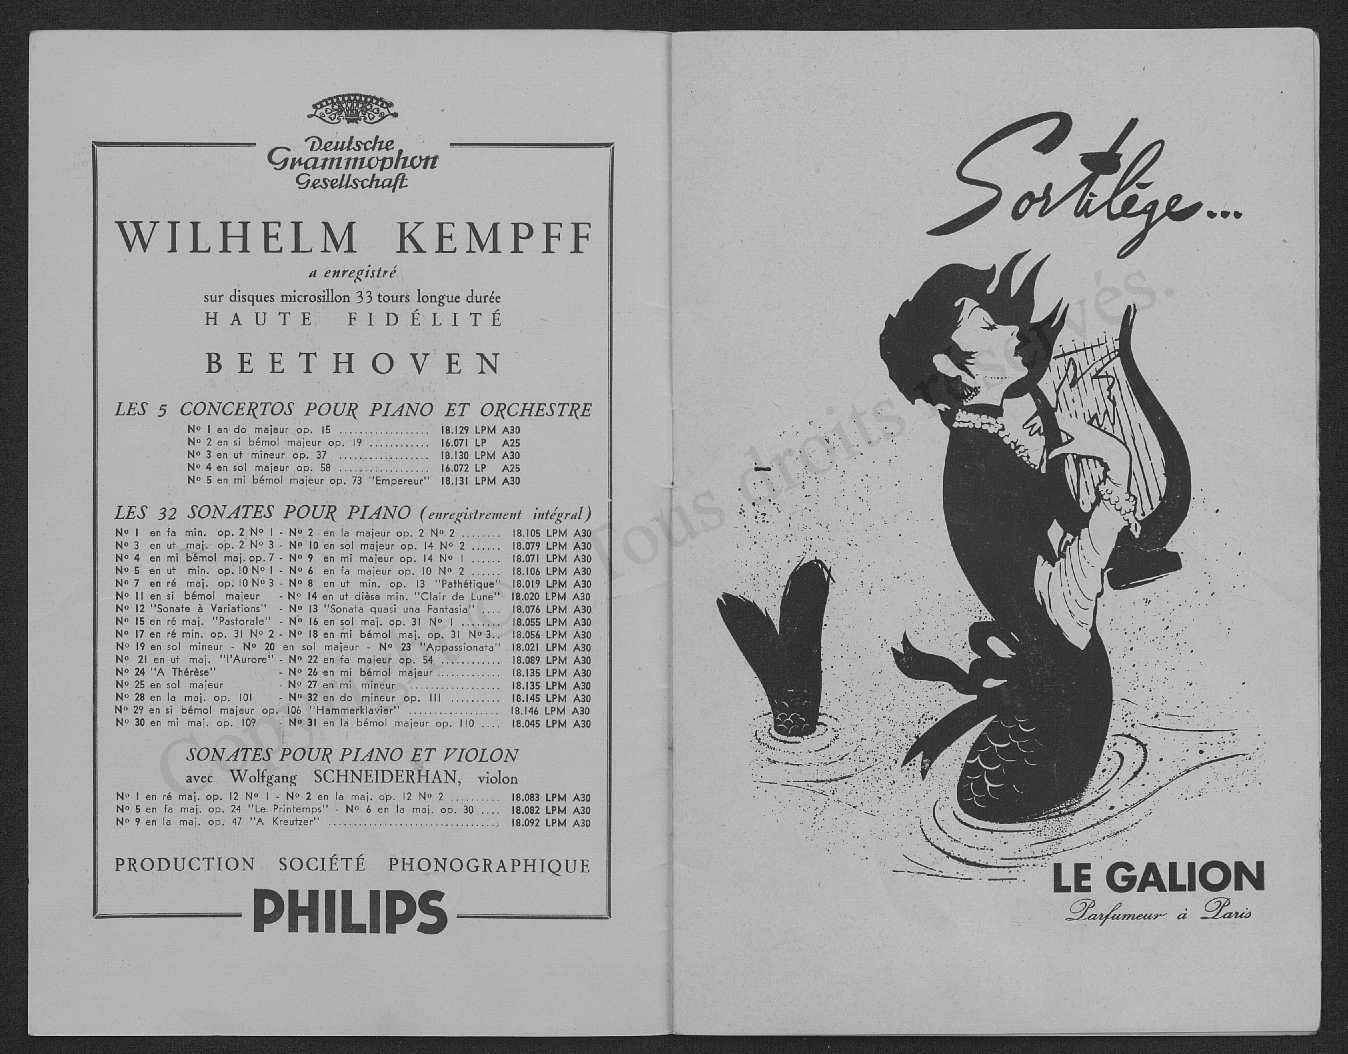 Deutsche
Grammophon
Gesellschaft
WILHELM KEMPFF
a enregistré
sur disques microsillon 33 tours longue durée
HAUTE FIDÉLITÉ
BEETHOVEN
LES 5 CONCERTOS POUR PIANO ET ORCHESTRE
Nº 1 en do majeur op. 15 .................. 18.129 LPM A30
Nº 2 en si bémol majeur op. 19 ............ 16.071 LP A25
Nº 3 en ut mineur op. 37 .................. 18.130 LPM A30
Nº 4 en sol majeur op. 58 .................. 16.072 LP A25
Nº 5 en mi bémol majeur op. 73 "Empereur" 18.131 LPM A30
LES 32 SONATES POUR PIANO (enregistrement intégral)
Nº 1 en fa min. op. 2 Nº 1 - Nº 2 en la majeur op. 2 Nº 2 ........ 18.105 LPM A30
Nº 3 en ut maj. op. 2 Nº 3 - Nº 10 en sol majeur op. 14 Nº 2 ...... 18.079 LPM A30
Nº 4 en mi bémol maj. op. 7 - Nº 9 en mi majeur op. 14 Nº 1 ...... 18.071 LPM A30
Nº 5 en ut min. op. 10 Nº 1 - Nº 6 en fa majeur op. 10 Nº 2 ...... 18.106 LPM A30
Nº 7 en ré maj. op. 10 Nº 3 - Nº 8 en ut min. op. 13 "Pathétique" 18.019 LPM A30
Nº 11 en si bémol majeur - Nº 14 en ut dièse min. "Clair de Lune" 18.020 LPM A30
Nº 12 "Sonate à Variations" - Nº 13 "Sonata quasi una Fantasia" .... 18.076 LPM A30
Nº 15 en ré maj. "Pastorale" - Nº 16 en sol maj. op. 31 Nº 1 ........ 18.055 LPM A30
Nº 17 en ré min. op. 31 Nº 2 - Nº 18 en mi bémol maj. op. 31 Nº 3.. 18.056 LPM A30
Nº 19 en sol mineur - Nº 20 en sol majeur - Nº 23 "Appassionata" 18.021 LPM A30
Nº 21 en ut maj. "l'Aurore" - Nº 22 en fa majeur op. 54 ............ 18.089 LPM A30
Nº 24 "A Thérèse" - Nº 26 en mi bémol majeur ............ 18.135 LPM A30
Nº 25 en sol majeur - Nº 27 en mi mineur .................. 18.135 LPM A30
Nº 28 en la maj. op. 101 - Nº 32 en do mineur op. 111 .......... 18.145 LPM A30
Nº 29 en si bémol majeur op. 106 "Hammerklavier" .................. 18.146 LPM A30
Nº 30 en mi maj. op. 109 - Nº 31 en la bémol majeur op. 110 .... 18.045 LPM A30
SONATES POUR PIANO ET VIOLON
avec Wolfgang SCHNEIDERHAN, violon
Nº 1 en ré maj. op. 12 Nº 1 - Nº 2 en la maj. op. 12 Nº 2 .......... 18.083 LPM A30
Nº 5 en fa maj. op. 24 "Le Printemps" - Nº 6 en la maj. op. 30 .... 18.082 LPM A30
Nº 9 en la maj. op. 47 "A Kreutzer" .................................. 18.092 LPM A30
PRODUCTION SOCIÉTÉ PHONOGRAPHIQUE
PHILIPS
Sortilège...
LE GALION
Parfumeur à Paris
Tous droits réservés.